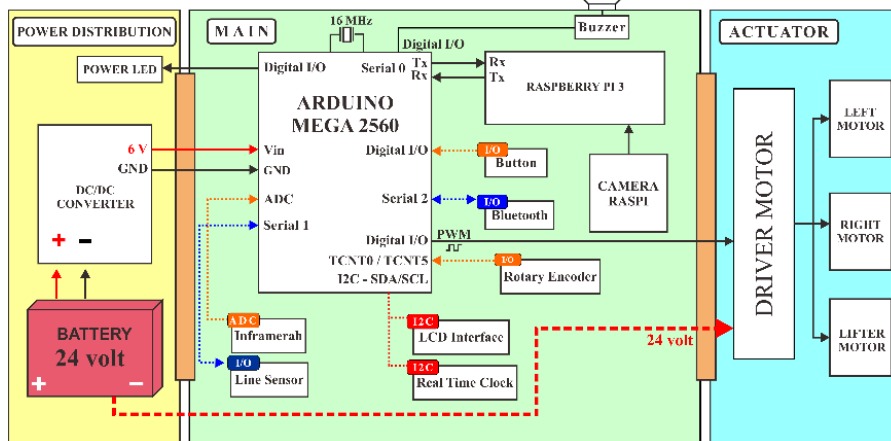 POWER DISTRIBUTION
POWER LED
6 V
GND
DC/DC
CONVERTER
+ -
BATTERY
24 volt
+ -
MAIN
16 MHz
Digital I/O
Buzzer
Digital I/O
Serial 0
Tx
Rx
Rx
Tx
RASPBERRY PI 3
ARDUINO
MEGA 2560
Vin
GND
ADC
Serial 1
Digital I/O
Serial 2
Digital I/O
TCNT0 / TCNT5
I2C - SDA/SCL
I/O
Button
I/O
Bluetooth
CAMERA
RASPI
PWM
I/O
Rotary Encoder
ADC
Inframerah
I/O
Line Sensor
I2C
LCD Interface
I2C
Real Time Clock
24 volt
ACTUATOR
DRIVER MOTOR
LEFT
MOTOR
RIGHT
MOTOR
LIFTER
MOTOR